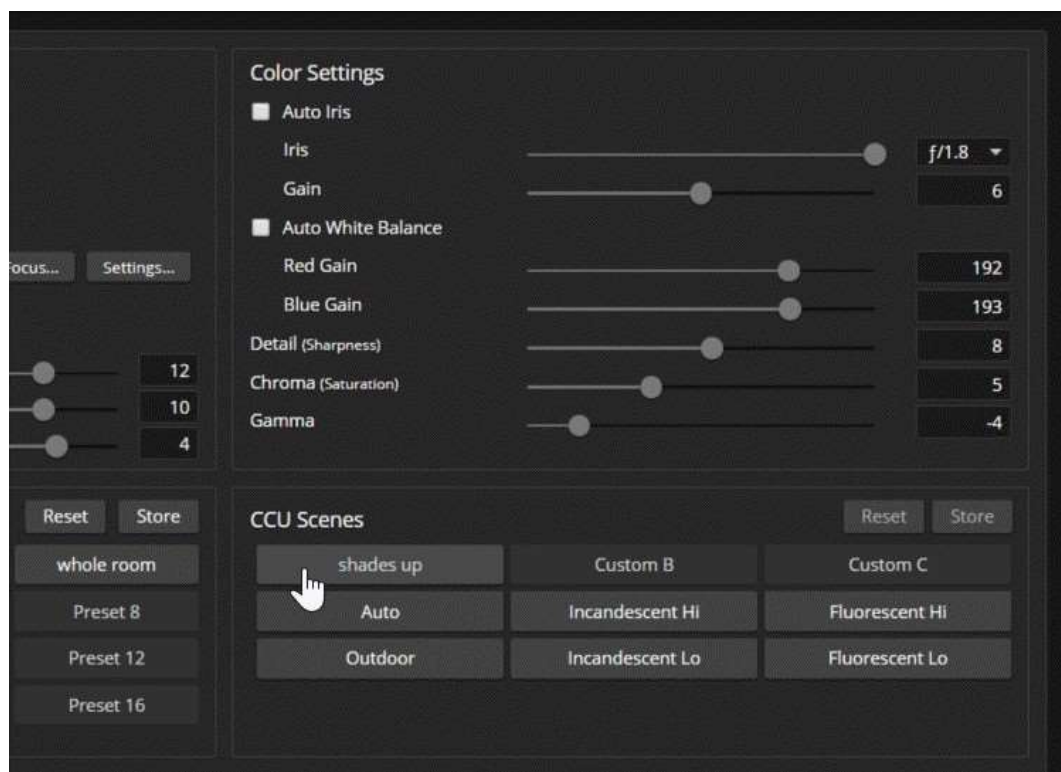 Color Settings
Auto Iris
Iris ƒ/1.8
Gain 6
Auto White Balance
Settings...
Red Gain 192
Blue Gain 193
Detail (Sharpness) 8
12
Chroma (Saturation) 5
10
Gamma -4
4
Reset Store
whole room
Preset 8
Preset 12
Preset 16
CCU Scenes Reset Store
shades up Custom B Custom C
Auto Incandescent Hi Fluorescent Hi
Outdoor Incandescent Lo Fluorescent Lo